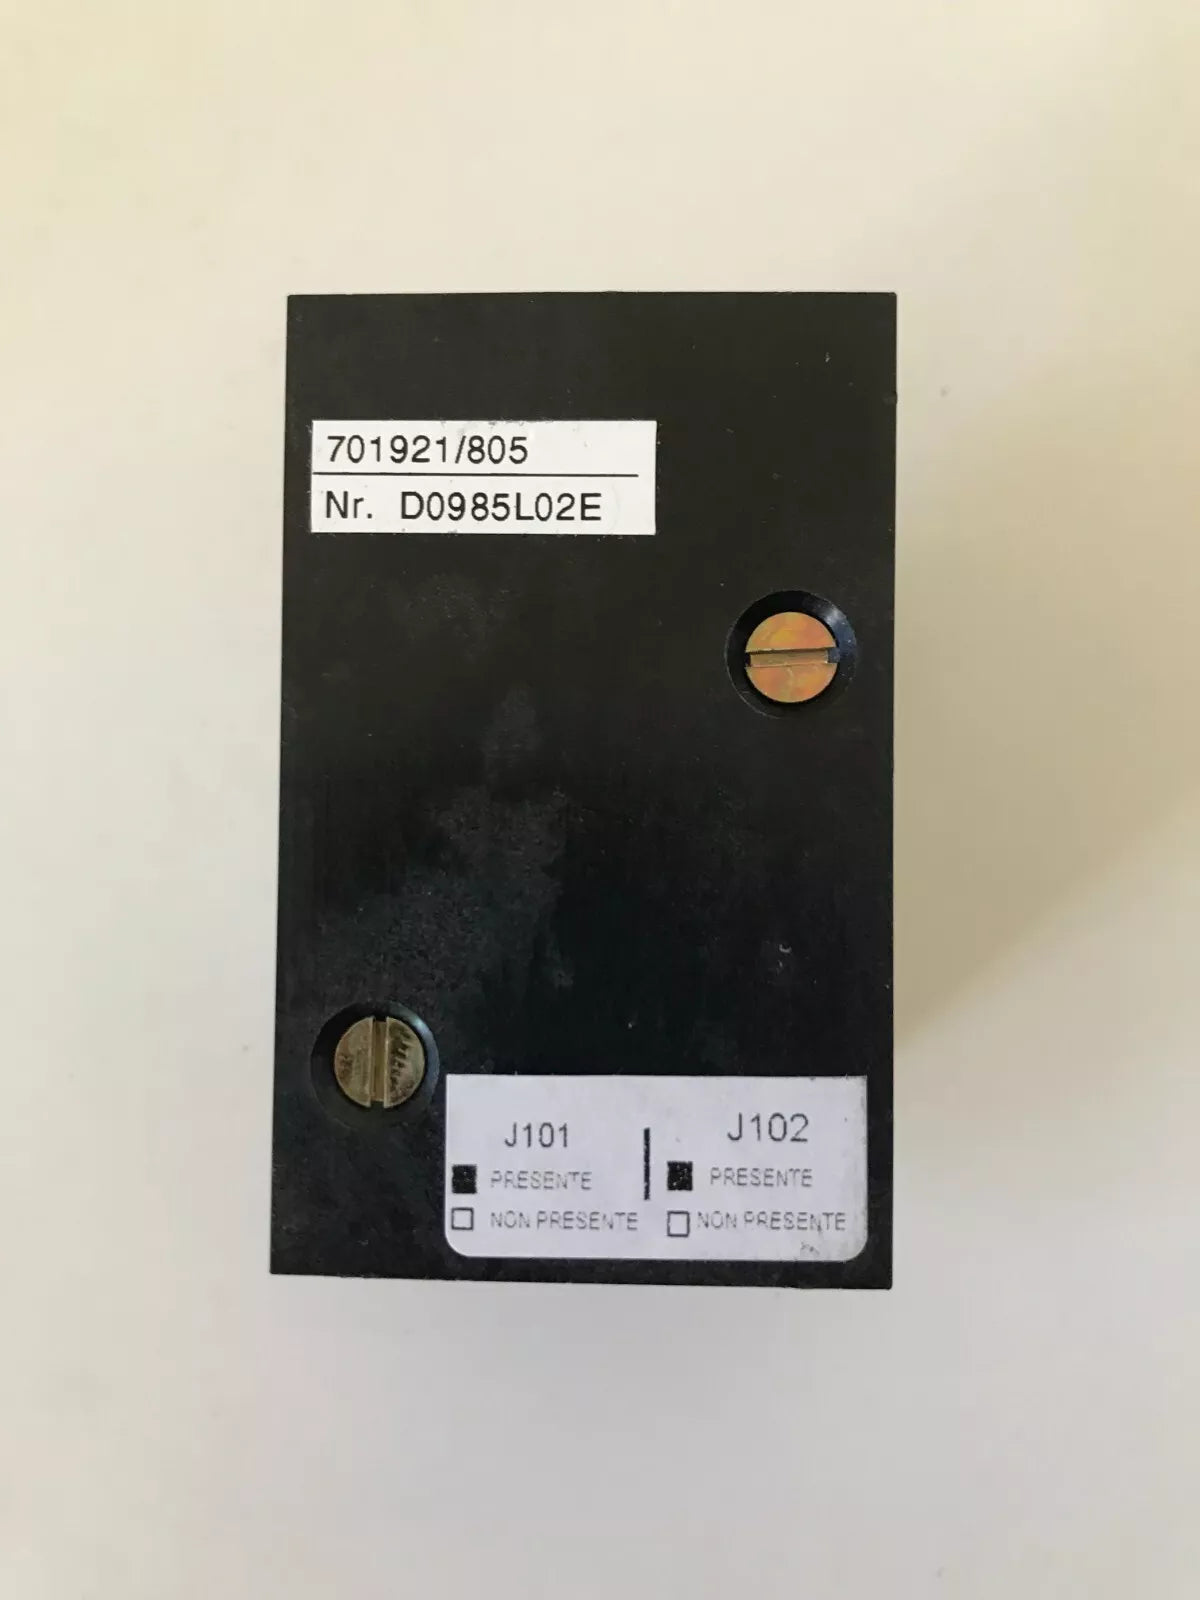 701921/805
Nr. D0985L02E
J101 J102
PRESENTE PRESENTE
NON PRESENTE NON PRESENTE